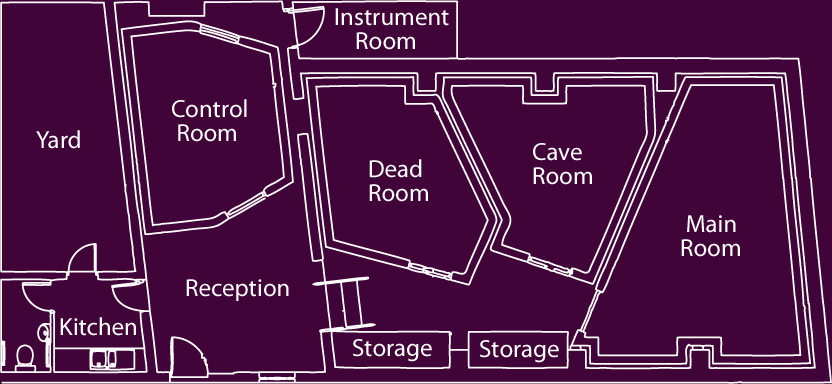 Instrument
Room
Control
Room
Yard
Dead
Room
Cave
Room
Main
Room
Reception
Kitchen
Storage
Storage